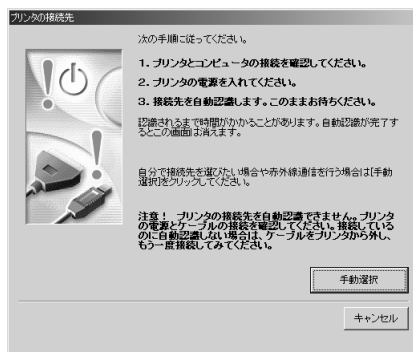 プリンタの接続先
次の手順に従ってください。
1. プリンタとコンピュータの接続を確認してください。
2. プリンタの電源を入れてください。
3. 接続先を自動認識します。このままお待ちください。
認識されるまで時間がかかることがあります。自動認識が完了す
るとこの画面は消えます。
自分で接続先を選びたい場合や赤外線通信を行う場合は[手動
選択]をクリックしてください。
注意! プリンタの接続先を自動認識できません。プリンタ
の電源とケーブルの接続を確認してください。接続している
のに自動認識しない場合は、ケーブルをプリンタから外し、
もう一度接続してみてください。
手動選択
キャンセル